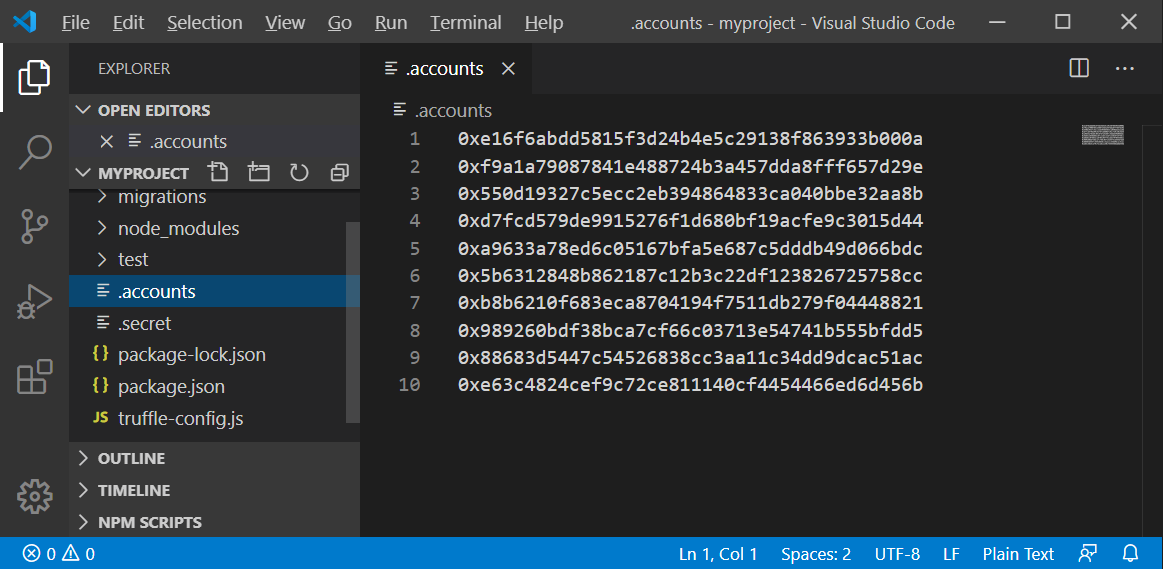 File Edit Selection View Go Run Terminal Help .accounts - myproject - Visual Studio Code
EXPLORER
OPEN EDITORS
.accounts
MYPROJECT
migrations
node_modules
test
.accounts
.secret
{} package-lock.json
{} package.json
JS truffle-config.js
OUTLINE
TIMELINE
NPM SCRIPTS
.accounts
.accounts
1 0xe16f6abdd5815f3d24b4e5c29138f863933b000a
2 0xf9a1a79087841e488724b3a457dda8fff657d29e
3 0x550d19327c5ecc2eb394864833ca040bbe32aa8b
4 0xd7fcd579de9915276f1d680bf19acfe9c3015d44
5 0xa9633a78ed6c05167bfa5e687c5dddb49d066bdc
6 0x5b6312848b862187c12b3c22df123826725758cc
7 0xb8b6210f683eca8704194f7511db279f04448821
8 0x989260bdf38bca7cf66c03713e54741b555bfdd5
9 0x88683d5447c54526838cc3aa11c34dd9dcac51ac
10 0xe63c4824cef9c72ce811140cf4454466ed6d456b
0 0 Ln 1, Col 1 Spaces: 2 UTF-8 LF Plain Text